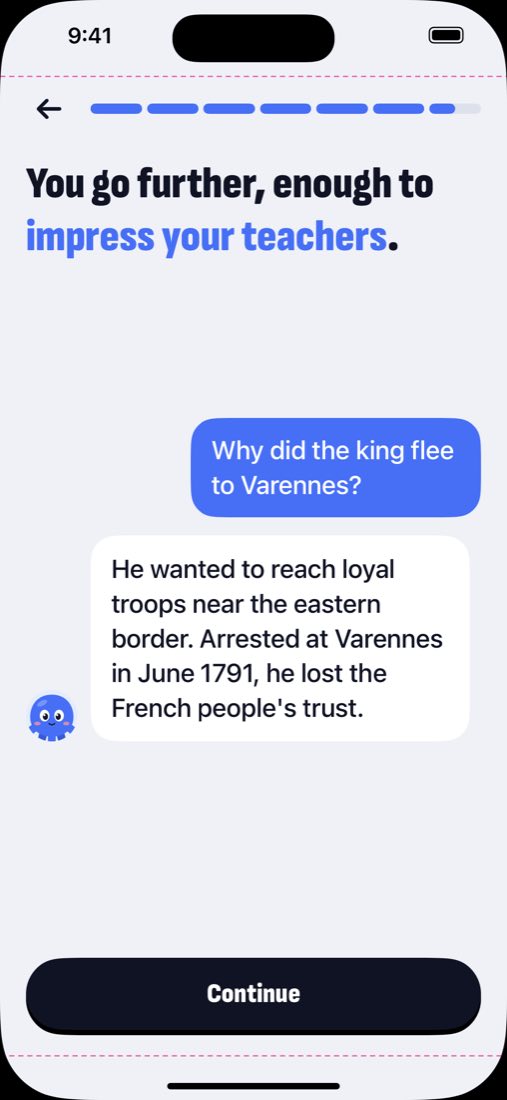 9:41
You go further, enough to
impress your teachers.
Why did the king flee
to Varennes?
He wanted to reach loyal
troops near the eastern
border. Arrested at Varennes
in June 1791, he lost the
French people's trust.
Continue